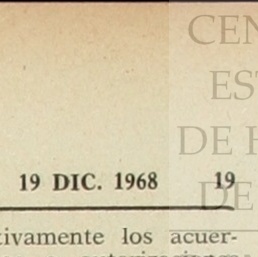 CEN
EST
DE H
DE
19 DIC. 1968 19
tivamente los acuer-